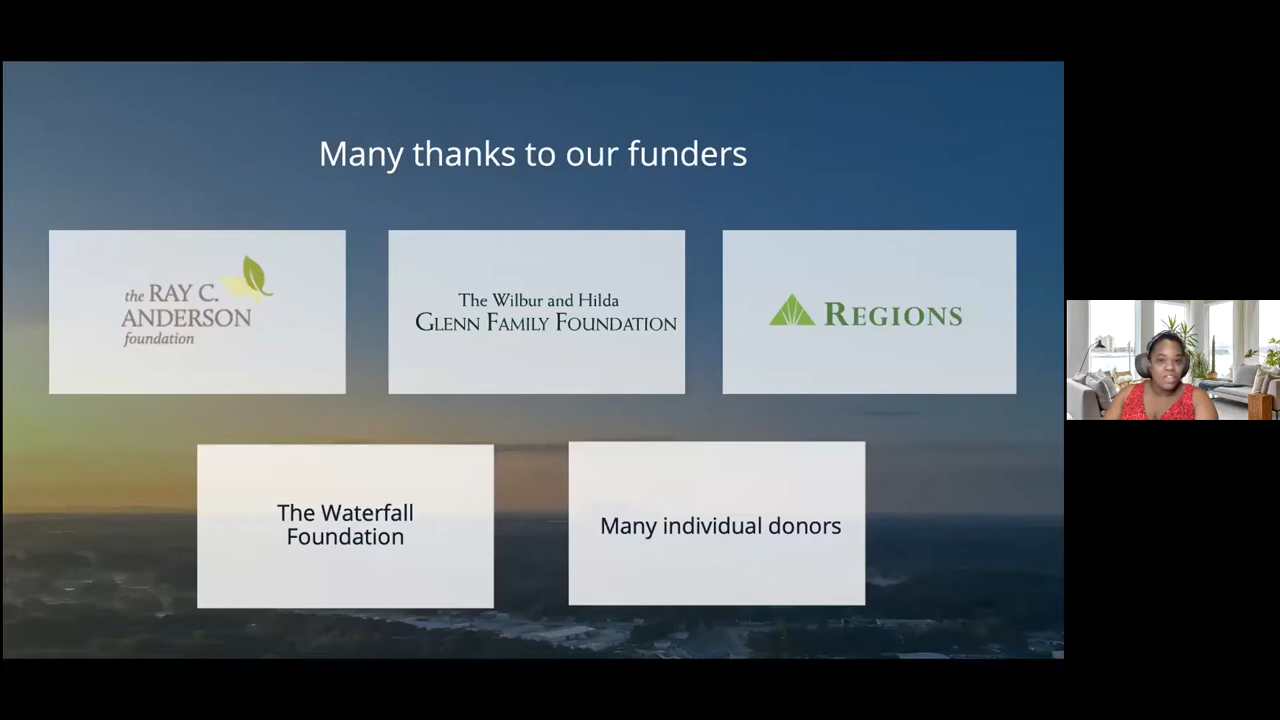 Many thanks to our funders
the RAY C.
ANDERSON
foundation
The Wilbur and Hilda
GLENN FAMILY FOUNDATION
REGIONS
The Waterfall
Foundation
Many individual donors